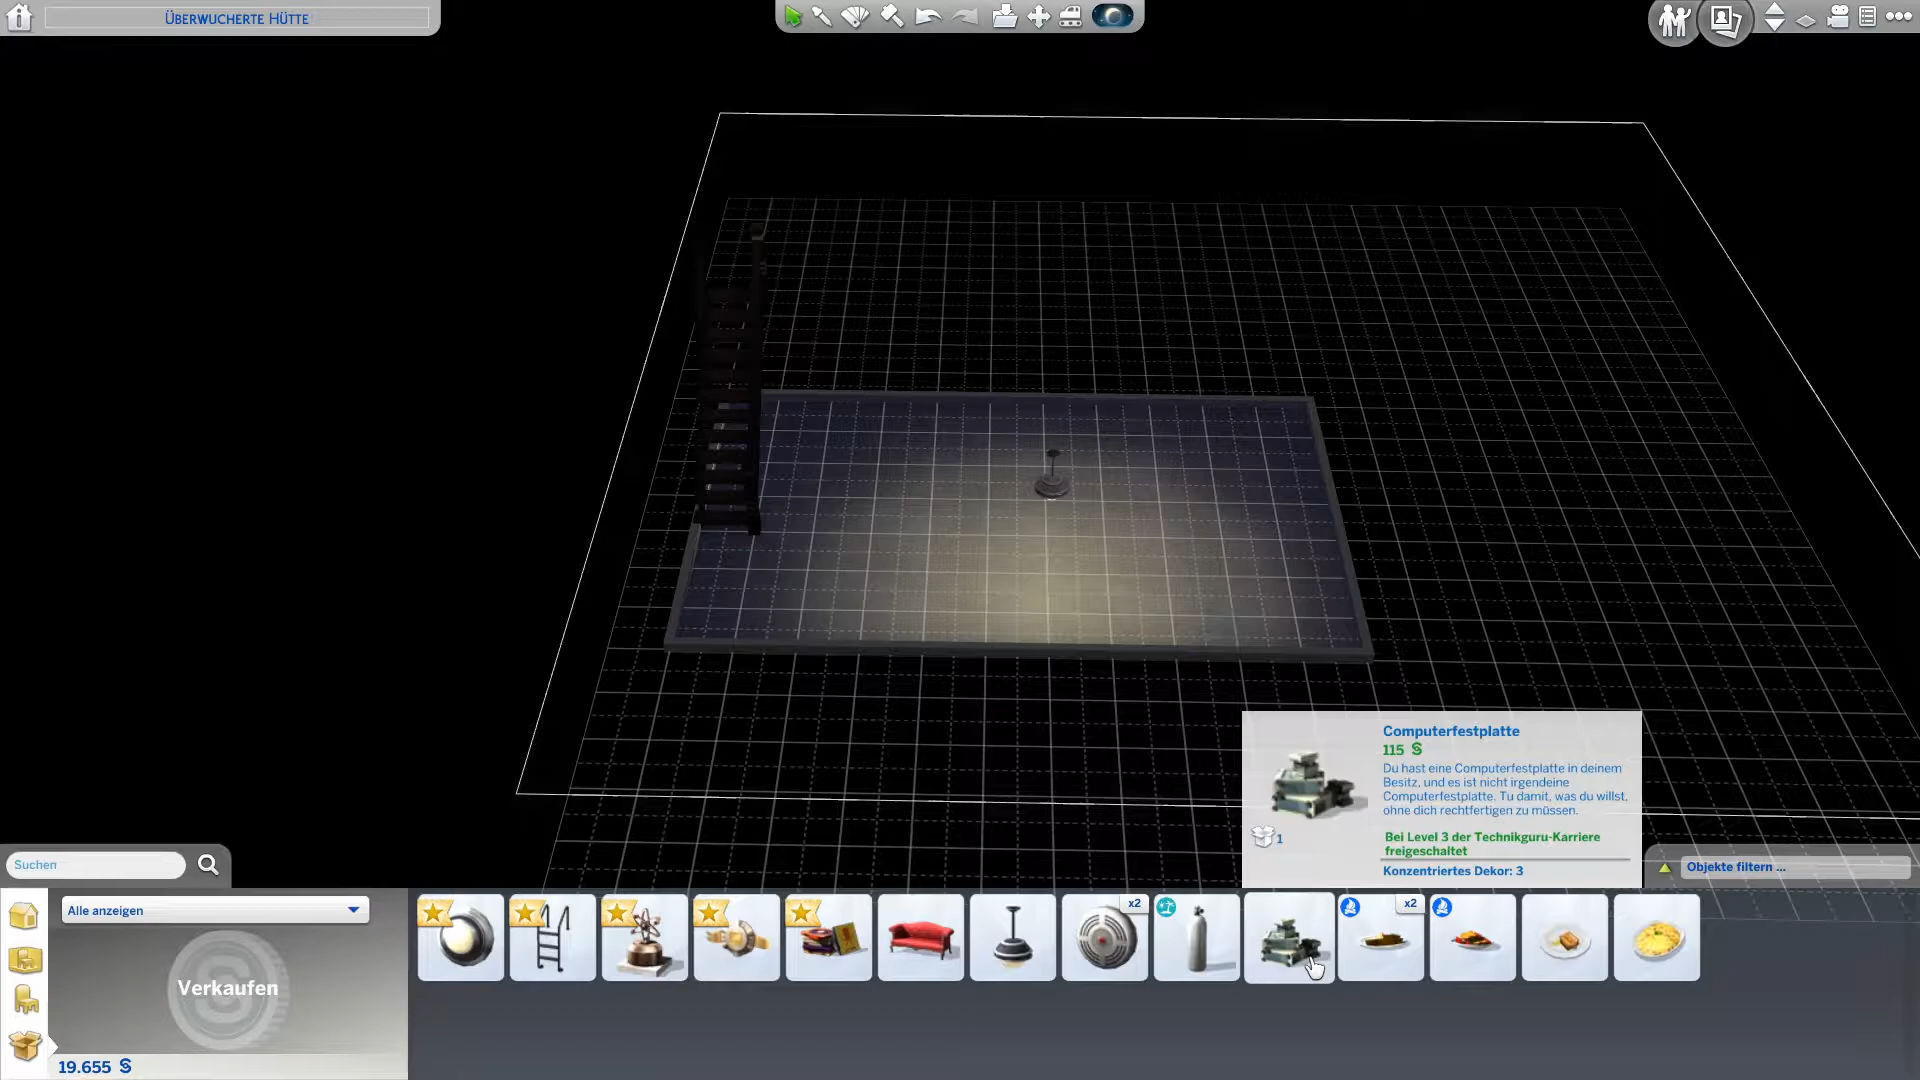 ÜBERWUCHERTE HÜTTE
Computerfestplatte
115 §
Du hast eine Computerfestplatte in deinem
Besitz, und es ist nicht irgendeine
Computerfestplatte. Tu damit, was du willst,
ohne dich rechtfertigen zu müssen.
1
Bei Level 3 der Technikguru-Karriere
freigeschaltet
Konzentriertes Dekor: 3
Suchen
Objekte filtern ...
Alle anzeigen
x2
x2
Verkaufen
19.655 §